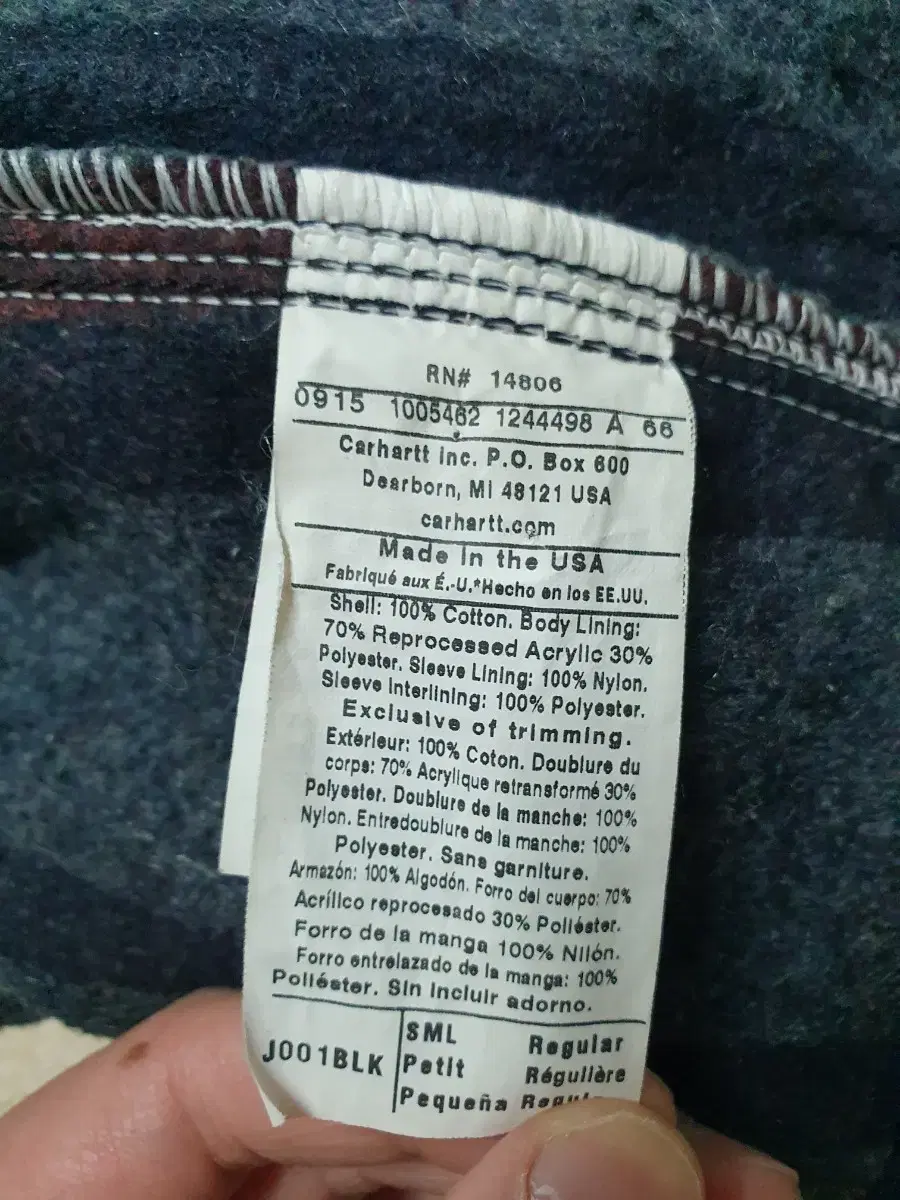 RN# 14806
0915 1005462 1244498 A 66
Carhartt Inc. P.O. Box 600
Dearborn, MI 48121 USA
carhartt.com
Made in the USA
Fabriqué aux É.-U.*Hecho en los EE.UU.
Shell: 100% Cotton. Body Lining:
70% Reprocessed Acrylic 30%
Polyester. Sleeve Lining: 100% Nylon.
Sleeve Interlining: 100% Polyester.
Exclusive of trimming.
Extérieur: 100% Coton. Doublure du
corps: 70% Acrylique retransformé 30%
Polyester. Doublure de la manche: 100%
Nylon. Entredoublure de la manche: 100%
Polyester. Sans garniture.
Armazón: 100% Algodón. Forro del cuerpo: 70%
Acrílico reprocesado 30% Poliéster.
Forro de la manga 100% Nilón.
Forro entrelazado de la manga: 100%
Poliéster. Sin incluir adorno.
J001BLK
SML Regular
Petit Régulière
Pequeña